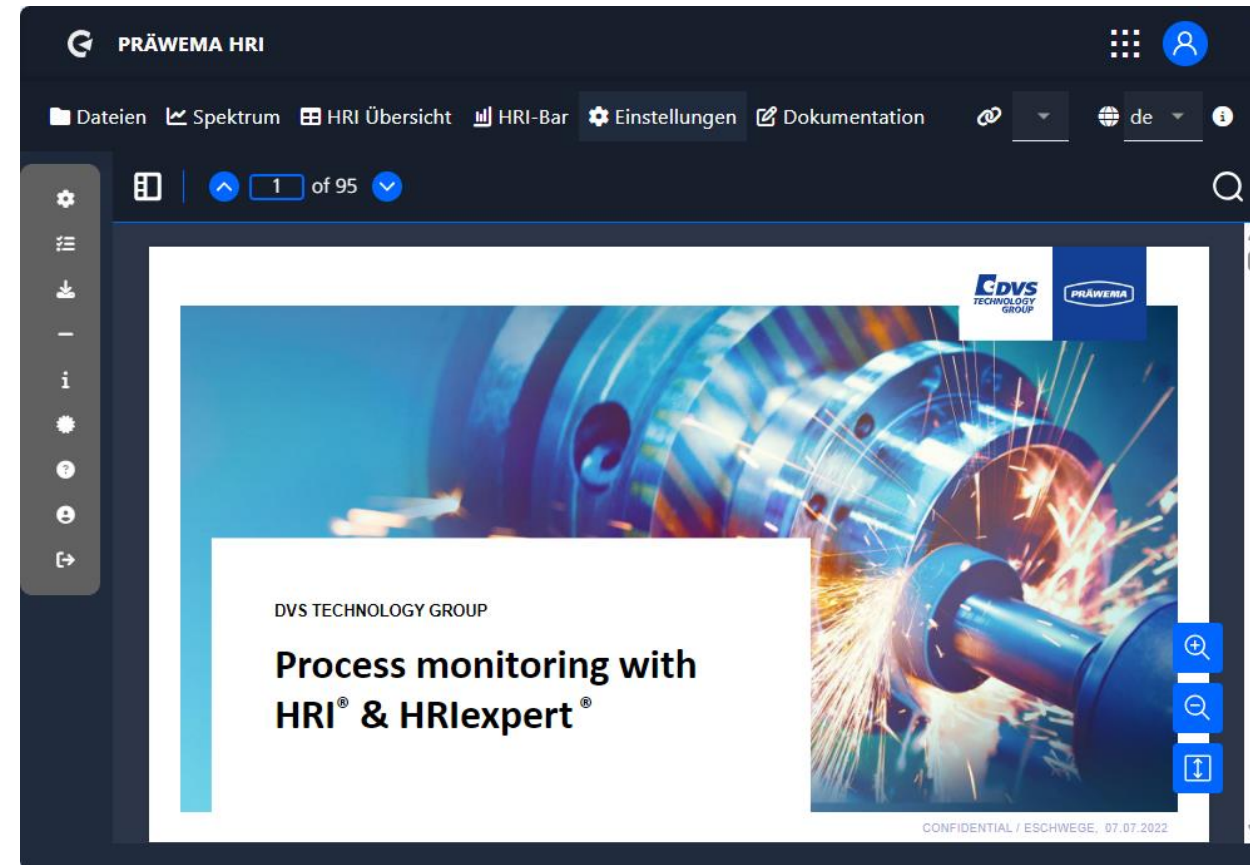 PRÄWEMA HRI
Dateien Spektrum HRI Übersicht HRI-Bar Einstellungen Dokumentation de
1 of 95
DVS
TECHNOLOGY
GROUP
PRÄWEMA
DVS TECHNOLOGY GROUP
Process monitoring with
HRI® & HRIexpert®
CONFIDENTIAL / ESCHWEGE, 07.07.2022